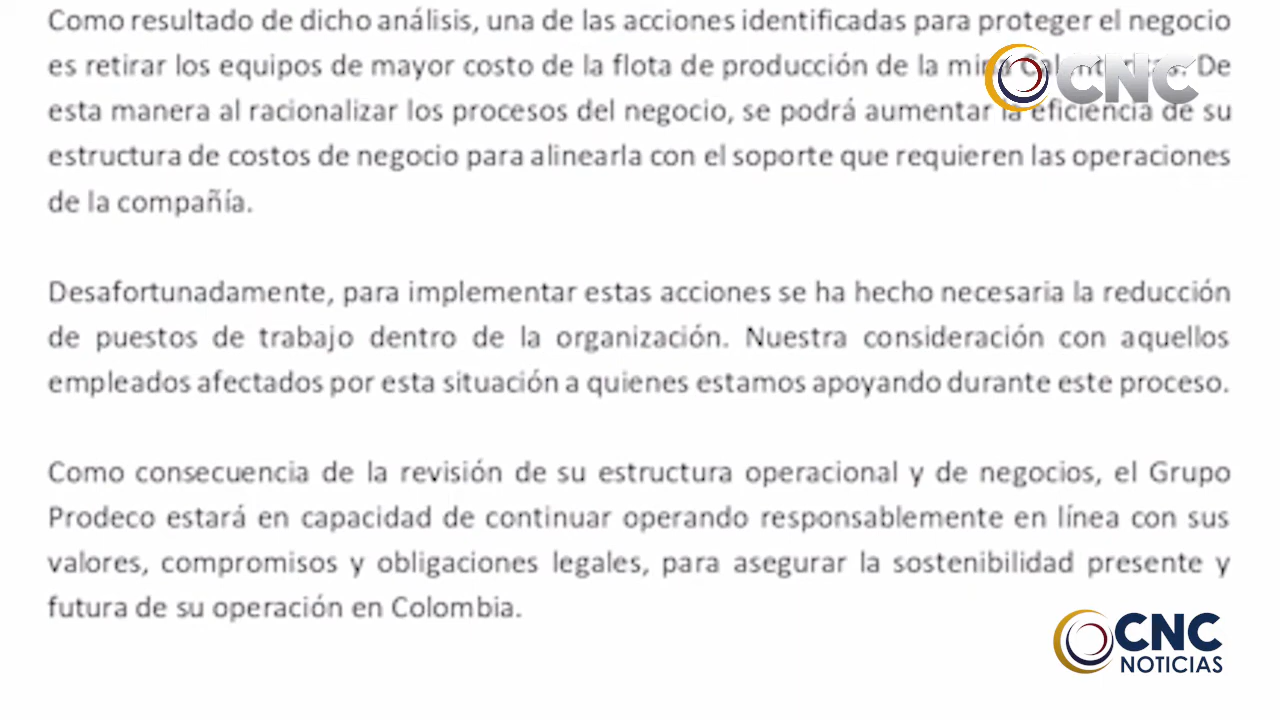 Como resultado de dicho análisis, una de las acciones identificadas para proteger el negocio
es retirar los equipos de mayor costo de la flota de producción de la mina Calenturitas. De
esta manera al racionalizar los procesos del negocio, se podrá aumentar la eficiencia de su
estructura de costos de negocio para alinearla con el soporte que requieren las operaciones
de la compañía.
Desafortunadamente, para implementar estas acciones se ha hecho necesaria la reducción
de puestos de trabajo dentro de la organización. Nuestra consideración con aquellos
empleados afectados por esta situación a quienes estamos apoyando durante este proceso.
Como consecuencia de la revisión de su estructura operacional y de negocios, el Grupo
Prodeco estará en capacidad de continuar operando responsablemente en línea con sus
valores, compromisos y obligaciones legales, para asegurar la sostenibilidad presente y
futura de su operación en Colombia.
CNC
CNC
NOTICIAS